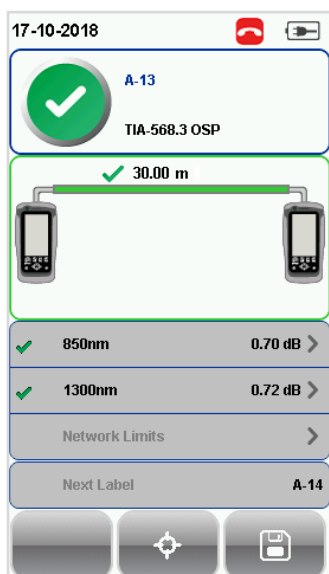 17-10-2018
A-13
TIA-568.3 OSP
30.00 m
850nm 0.70 dB
1300nm 0.72 dB
Network Limits
Next Label A-14